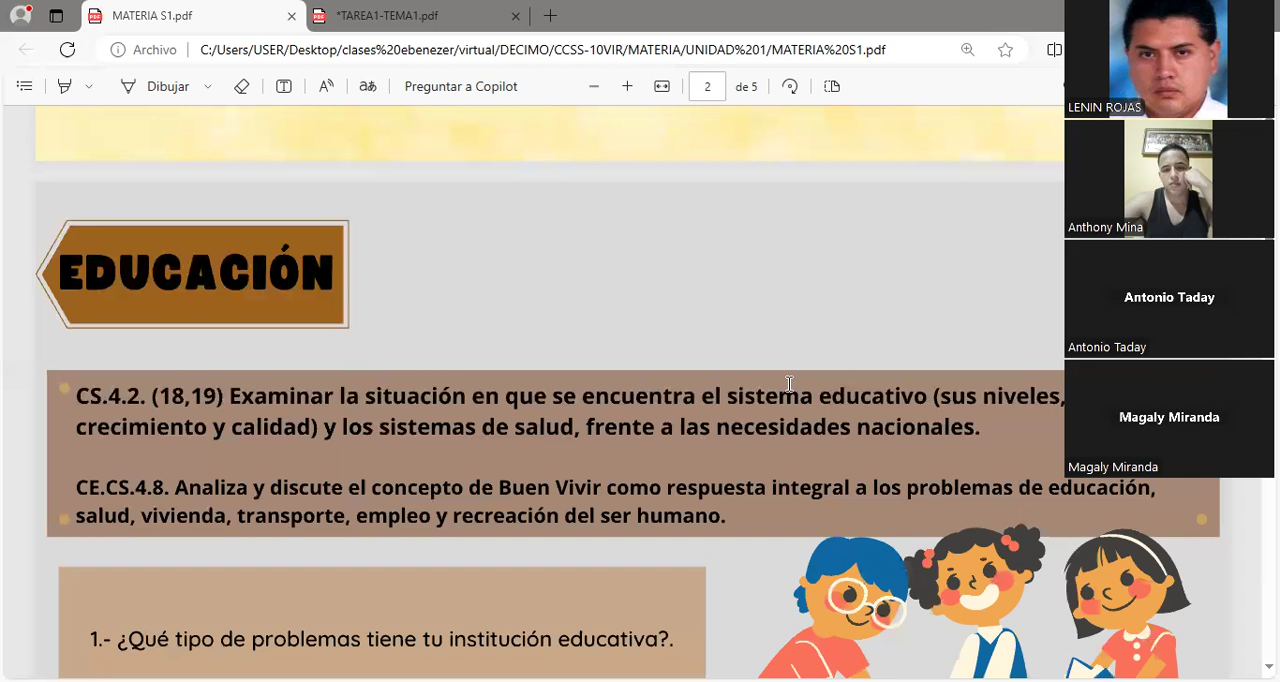 MATERIA S1.pdf
*TAREA1-TEMA1.pdf
Archivo
C:/Users/USER/Desktop/clases%20ebenezer/virtual/DECIMO/CCSS-10VIR/MATERIA/UNIDAD%201/MATERIA%20S1.pdf
Dibujar
Preguntar a Copilot
2
de 5
LENIN ROJAS
Anthony Mina
Antonio Taday
Antonio Taday
Magaly Miranda
Magaly Miranda
EDUCACIÓN
CS.4.2. (18,19) Examinar la situación en que se encuentra el sistema educativo (sus niveles,
crecimiento y calidad) y los sistemas de salud, frente a las necesidades nacionales.
CE.CS.4.8. Analiza y discute el concepto de Buen Vivir como respuesta integral a los problemas de educación,
salud, vivienda, transporte, empleo y recreación del ser humano.
1.- ¿Qué tipo de problemas tiene tu institución educativa?.